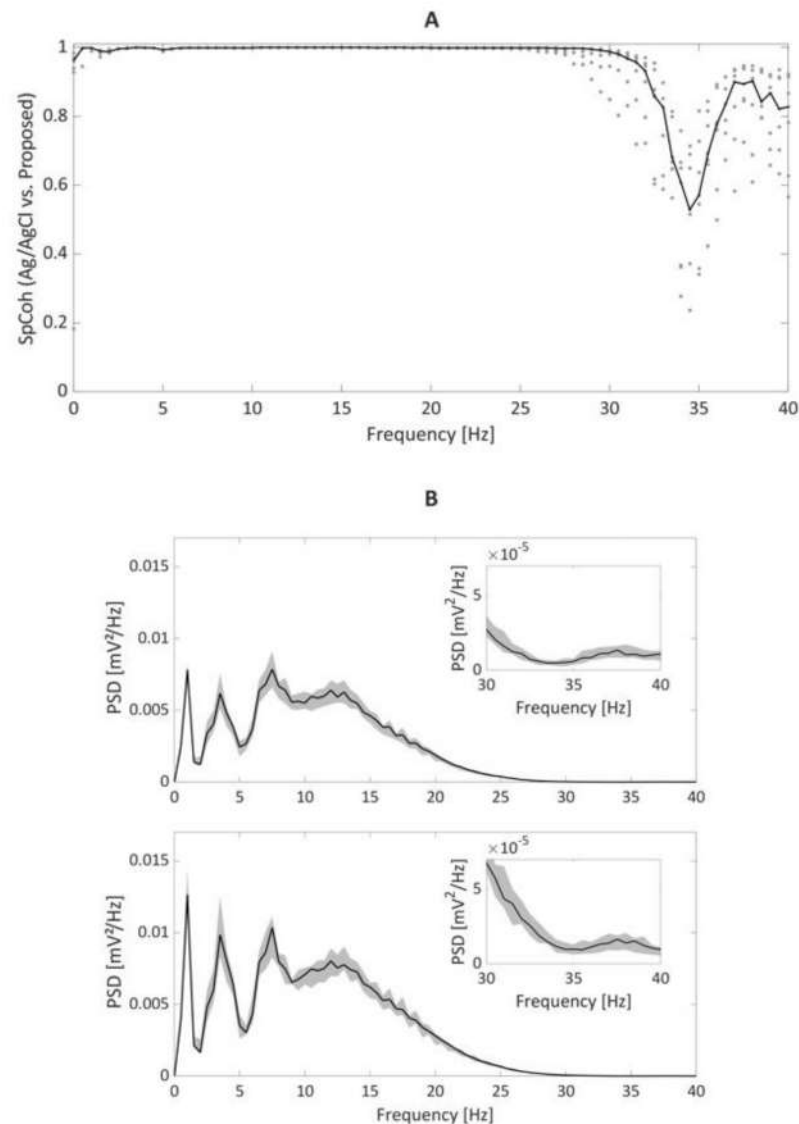 A
SpCoh (Ag/AgCl vs. Proposed)
1
0.8
0.6
0.4
0.2
0
0 5 10 15 20 25 30 35 40
Frequency [Hz]
B
PSD [mV²/Hz]
0.015
0.01
0.005
0
0 5 10 15 20 25 30 35 40
×10⁻⁵
PSD [mV²/Hz]
5
0
30 35 40
Frequency [Hz]
PSD [mV²/Hz]
0.015
0.01
0.005
0
0 5 10 15 20 25 30 35 40
Frequency [Hz]
×10⁻⁵
PSD [mV²/Hz]
5
0
30 35 40
Frequency [Hz]